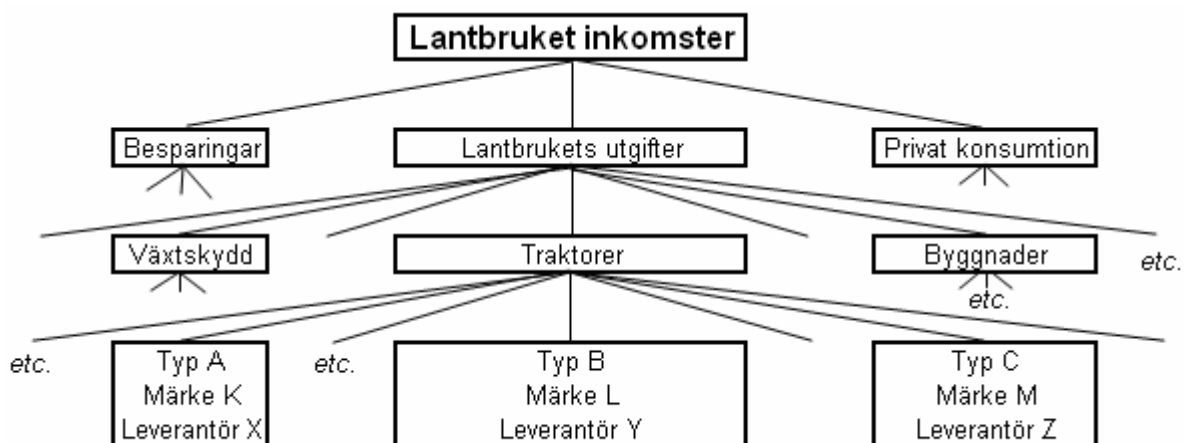 Lantbruket inkomster
Besparingar
Lantbrukets utgifter
Privat konsumtion
Växtskydd
Traktorer
Byggnader
etc.
etc.
etc.
etc.
Typ A
Märke K
Leverantör X
Typ B
Märke L
Leverantör Y
Typ C
Märke M
Leverantör Z